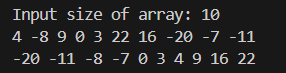 Input size of array: 10
4 -8 9 0 3 22 16 -20 -7 -11
-20 -11 -8 -7 0 3 4 9 16 22